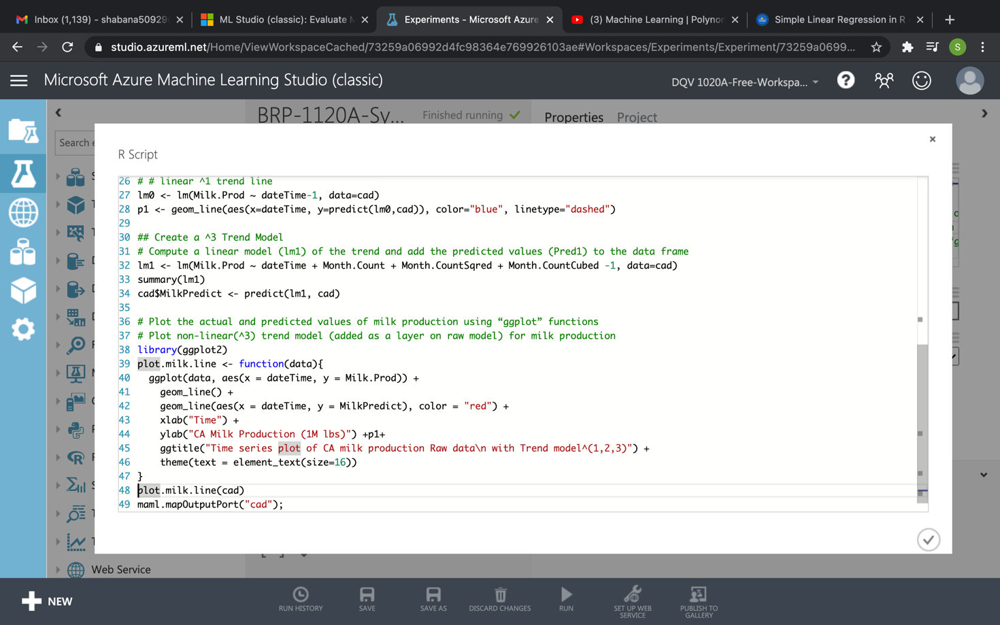 Inbox (1,139) - shabana50929
ML Studio (classic): Evaluate M
Experiments - Microsoft Azure
(3) Machine Learning | Polynor
Simple Linear Regression in R
studio.azureml.net/Home/ViewWorkspaceCached/73259a06992d4fc98364e769926103ae#Workspaces/Experiments/Experiment/73259a0699...
S
Microsoft Azure Machine Learning Studio (classic)
DQV 1020A-Free-Workspa...
BRP-1120A-Sy...
Finished running
Properties
Project
Search e
R Script
26 # # linear ^1 trend line
27 lm0 <- lm(Milk.Prod ~ dateTime-1, data=cad)
28 p1 <- geom_line(aes(x=dateTime, y=predict(lm0,cad)), color="blue", linetype="dashed")
29
30 ## Create a ^3 Trend Model
31 # Compute a linear model (lm1) of the trend and add the predicted values (Pred1) to the data frame
32 lm1 <- lm(Milk.Prod ~ dateTime + Month.Count + Month.CountSqred + Month.CountCubed -1, data=cad)
33 summary(lm1)
34 cad$MilkPredict <- predict(lm1, cad)
35
36 # Plot the actual and predicted values of milk production using “ggplot” functions
37 # Plot non-linear(^3) trend model (added as a layer on raw model) for milk production
38 library(ggplot2)
39 plot.milk.line <- function(data){
40 ggplot(data, aes(x = dateTime, y = Milk.Prod)) +
41 geom_line() +
42 geom_line(aes(x = dateTime, y = MilkPredict), color = "red") +
43 xlab("Time") +
44 ylab("CA Milk Production (1M lbs)") +p1+
45 ggtitle("Time series plot of CA milk production Raw data\n with Trend model^(1,2,3)") +
46 theme(text = element_text(size=16))
47 }
48 plot.milk.line(cad)
49 maml.mapOutputPort("cad");
Web Service
NEW
RUN HISTORY
SAVE
SAVE AS
DISCARD CHANGES
RUN
SET UP WEB SERVICE
PUBLISH TO GALLERY